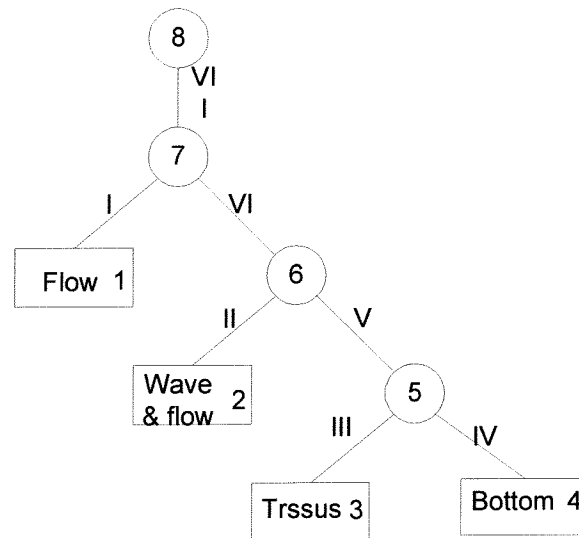 8
VI
I
7
I
VI
Flow 1
6
II
V
Wave
& flow 2
5
III
IV
Trssus 3
Bottom 4